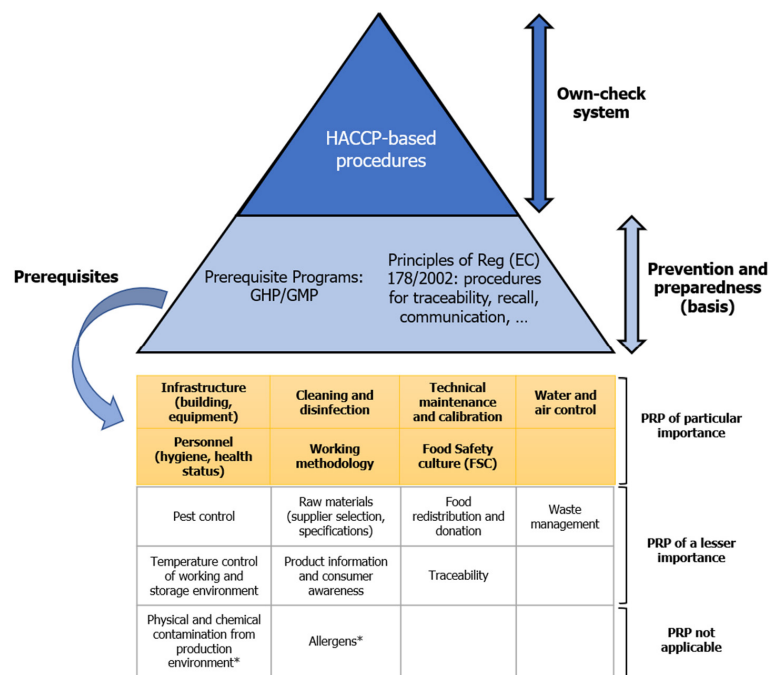 Own-check
system
HACCP-based
procedures
Prerequisites
Prerequisite Programs:
GHP/GMP
Principles of Reg (EC)
178/2002: procedures
for traceability, recall,
communication, ...
Prevention and
preparedness
(basis)
Infrastructure
(building,
equipment)
Cleaning and
disinfection
Technical
maintenance
and calibration
Water and
air control
Personnel
(hygiene, health
status)
Working
methodology
Food Safety
culture (FSC)
PRP of particular
importance
Pest control
Raw materials
(supplier selection,
specifications)
Food
redistribution and
donation
Waste
management
Temperature control
of working and
storage environment
Product information
and consumer
awareness
Traceability
PRP of a lesser
importance
Physical and chemical
contamination from
production
environment*
Allergens*
PRP not
applicable